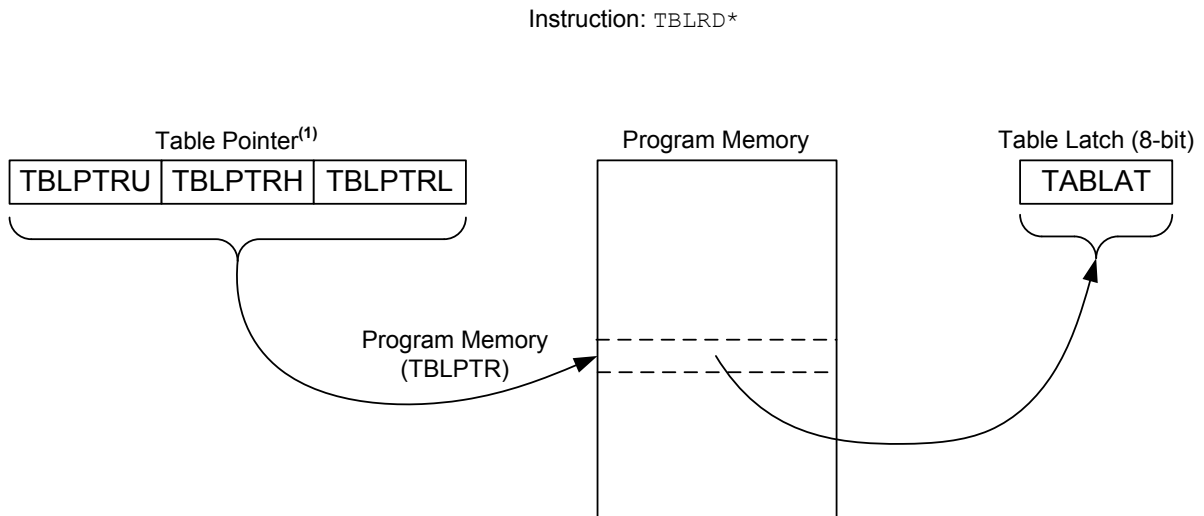 Instruction: TBLRD*
Table Pointer(1)
Program Memory
Table Latch (8-bit)
TBLPTRU TBLPTRH TBLPTRL
TABLAT
Program Memory
(TBLPTR)